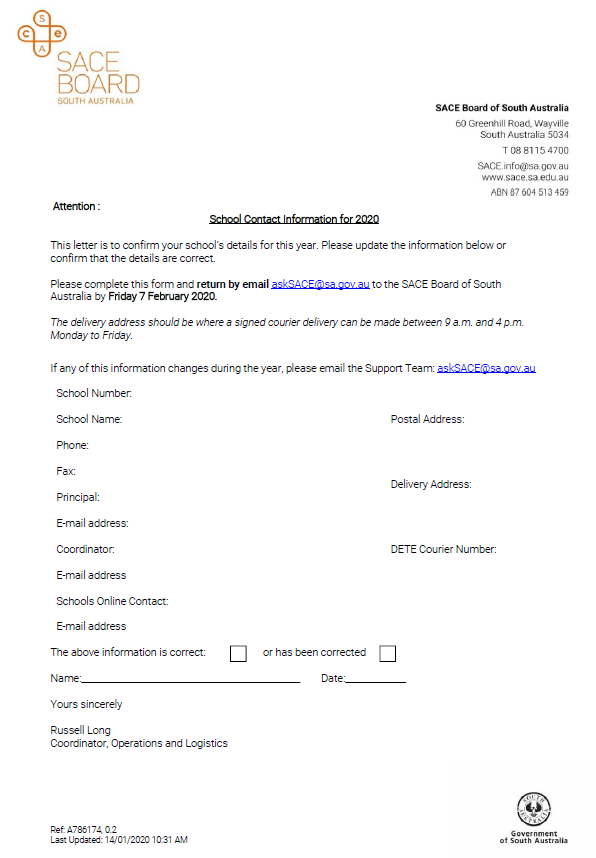 S
C e
A
SACE
BOARD
SOUTH AUSTRALIA
SACE Board of South Australia
60 Greenhill Road, Wayville
South Australia 5034
T 08 8115 4700
SACE.info@sa.gov.au
www.sace.sa.edu.au
ABN 87 604 513 459
Attention :
School Contact Information for 2020
This letter is to confirm your school's details for this year. Please update the information below or
confirm that the details are correct.
Please complete this form and return by email askSACE@sa.gov.au to the SACE Board of South
Australia by Friday 7 February 2020.
The delivery address should be where a signed courier delivery can be made between 9 a.m. and 4 p.m.
Monday to Friday.
If any of this information changes during the year, please email the Support Team: askSACE@sa.gov.au
School Number:
School Name: Postal Address:
Phone:
Fax:
Delivery Address:
Principal:
E-mail address:
Coordinator: DETE Courier Number:
E-mail address
Schools Online Contact:
E-mail address
The above information is correct: or has been corrected
Name: Date:
Yours sincerely
Russell Long
Coordinator, Operations and Logistics
Ref: A786174, 0.2
Last Updated: 14/01/2020 10:31 AM
SOUTH AUSTRALIA
Government
of South Australia